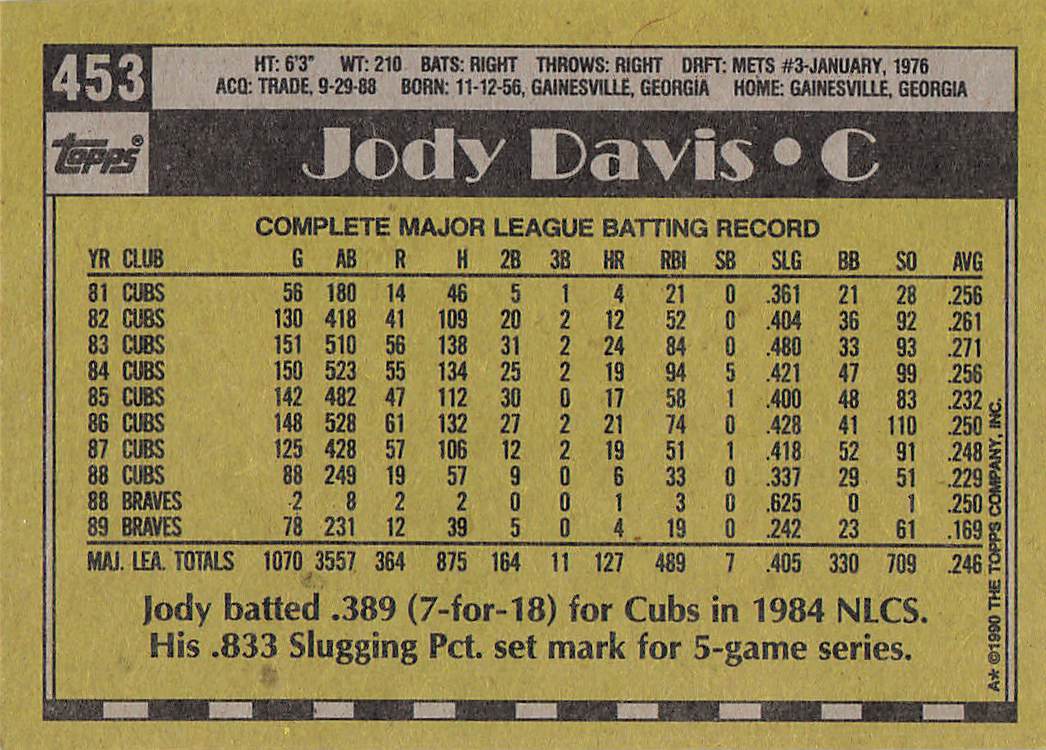 453
HT: 6'3" WT: 210 BATS: RIGHT THROWS: RIGHT DRFT: METS #3-JANUARY, 1976
ACQ: TRADE, 9-29-88 BORN: 11-12-56, GAINESVILLE, GEORGIA HOME: GAINESVILLE, GEORGIA
topps®
Jody Davis • C
COMPLETE MAJOR LEAGUE BATTING RECORD
YR CLUB G AB R H 2B 3B HR RBI SB SLG BB SO AVG
81 CUBS 56 180 14 46 5 1 4 21 0 .361 21 28 .256
82 CUBS 130 418 41 109 20 2 12 52 0 .404 36 92 .261
83 CUBS 151 510 56 138 31 2 24 84 0 .480 33 93 .271
84 CUBS 150 523 55 134 25 2 19 94 5 .421 47 99 .256
85 CUBS 142 482 47 112 30 0 17 58 1 .400 48 83 .232
86 CUBS 148 528 61 132 27 2 21 74 0 .428 41 110 .250
87 CUBS 125 428 57 106 12 2 19 51 1 .418 52 91 .248
88 CUBS 88 249 19 57 9 0 6 33 0 .337 29 51 .229
88 BRAVES 2 8 2 2 0 0 1 3 0 .625 0 1 .250
89 BRAVES 78 231 12 39 5 0 4 19 0 .242 23 61 .169
MAJ. LEA. TOTALS 1070 3557 364 875 164 11 127 489 7 .405 330 709 .246
Jody batted .389 (7-for-18) for Cubs in 1984 NLCS.
His .833 Slugging Pct. set mark for 5-game series.
A* ©1990 THE TOPPS COMPANY, INC.